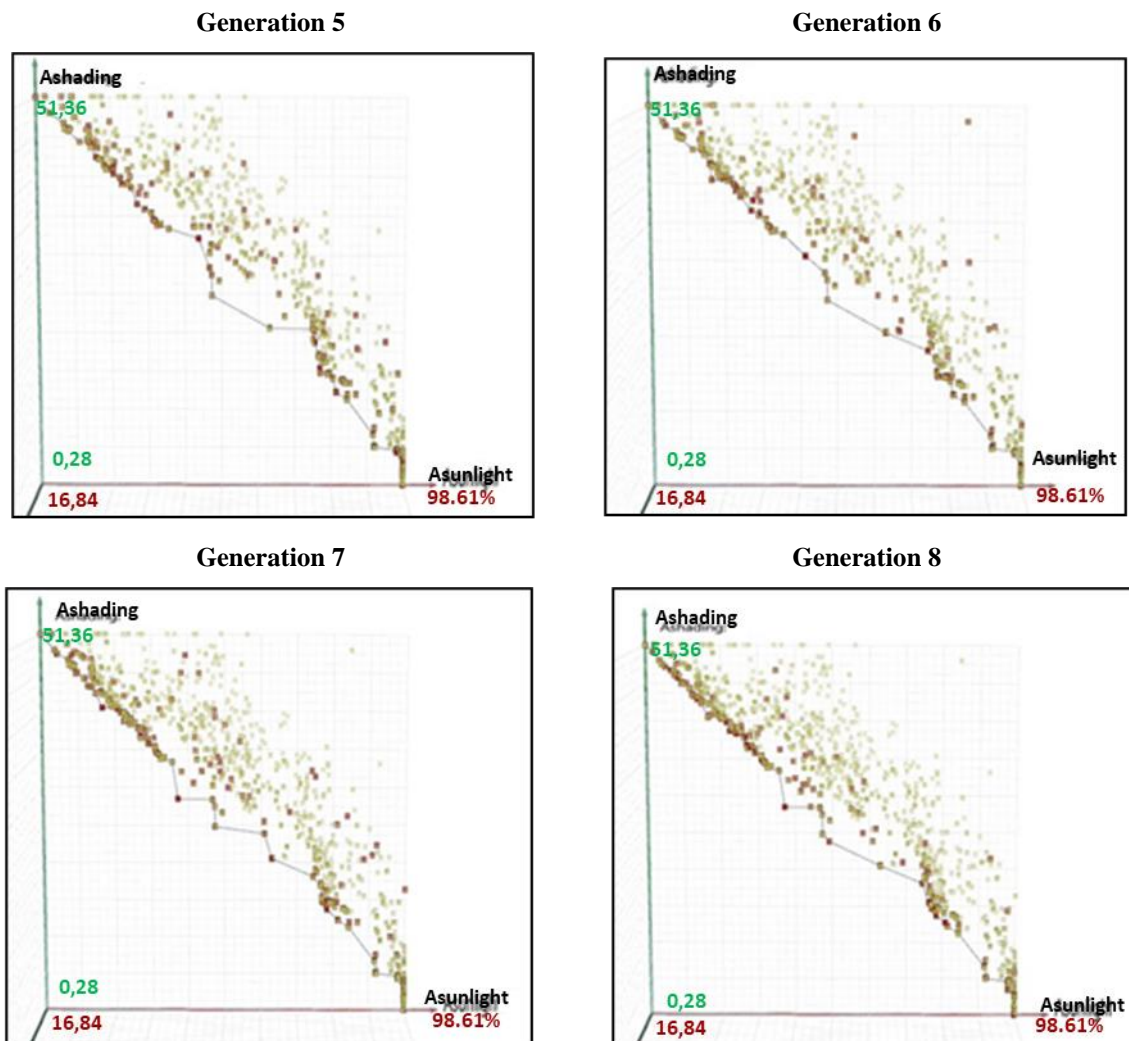 Generation 5
Generation 6
Ashading
51,36
0,28
16,84
Asunlight
98.61%
Ashading
51,36
0,28
16,84
Asunlight
98.61%
Generation 7
Generation 8
Ashading
Ashading:
51,36
0,28
16,84
Asunlight
98.61%
Ashading
Ashading:
51,36
0,28
16,84
Asunlight
98.61%